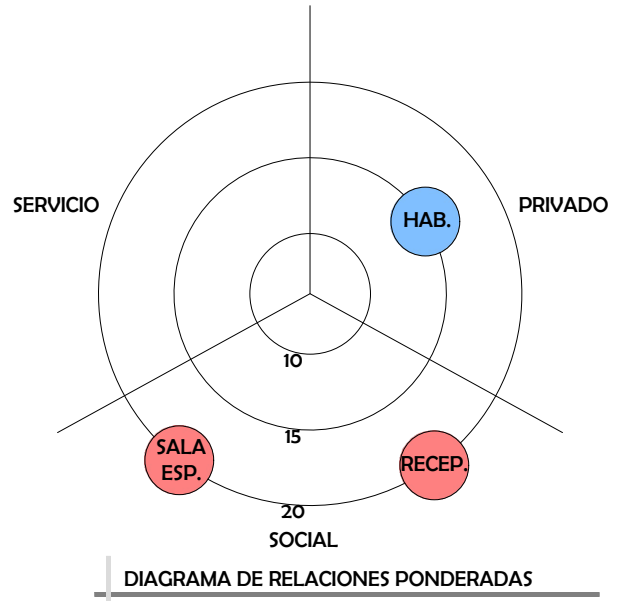 SERVICIO
PRIVADO
HAB.
10
15
SALA
ESP.
RECEP.
20
SOCIAL
DIAGRAMA DE RELACIONES PONDERADAS